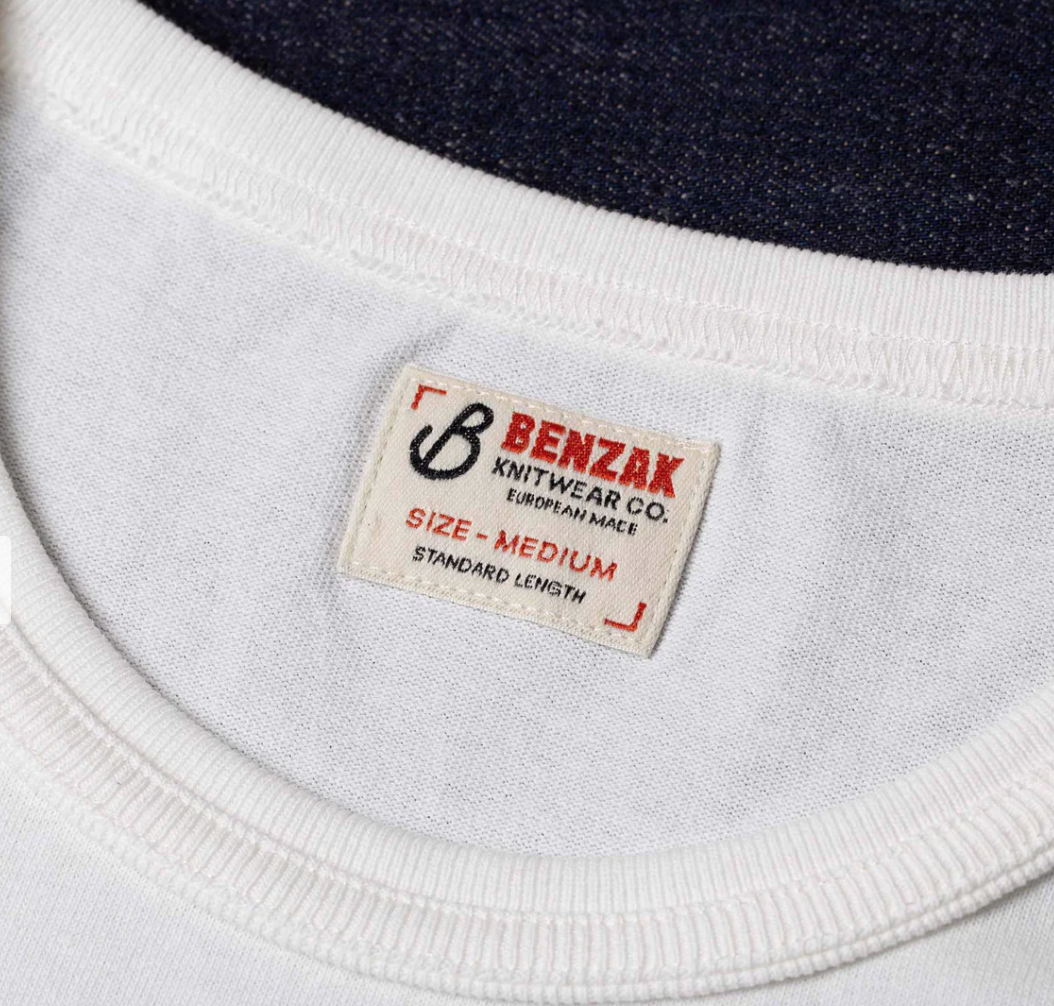 B BENZAK
KNITWEAR CO.
EUROPEAN MADE
SIZE - MEDIUM
STANDARD LENGTH